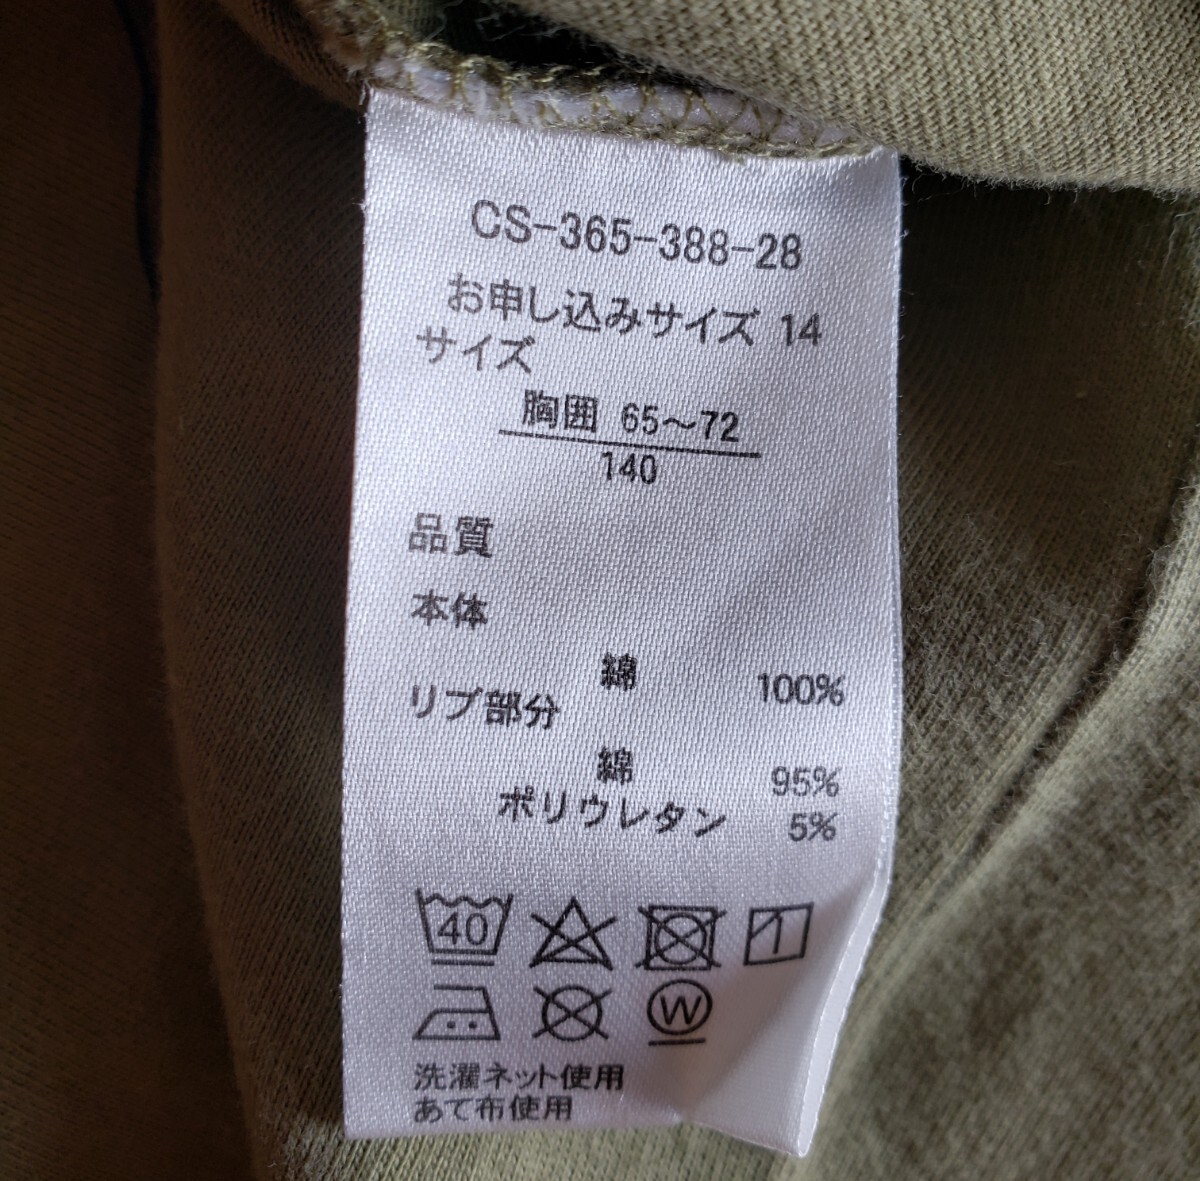 CS-365-388-28
お申し込みサイズ 14
サイズ
胸囲 65～72
140
品質
本体
綿 100%
リブ部分
綿 95%
ポリウレタン 5%
40
W
洗濯ネット使用
あて布使用